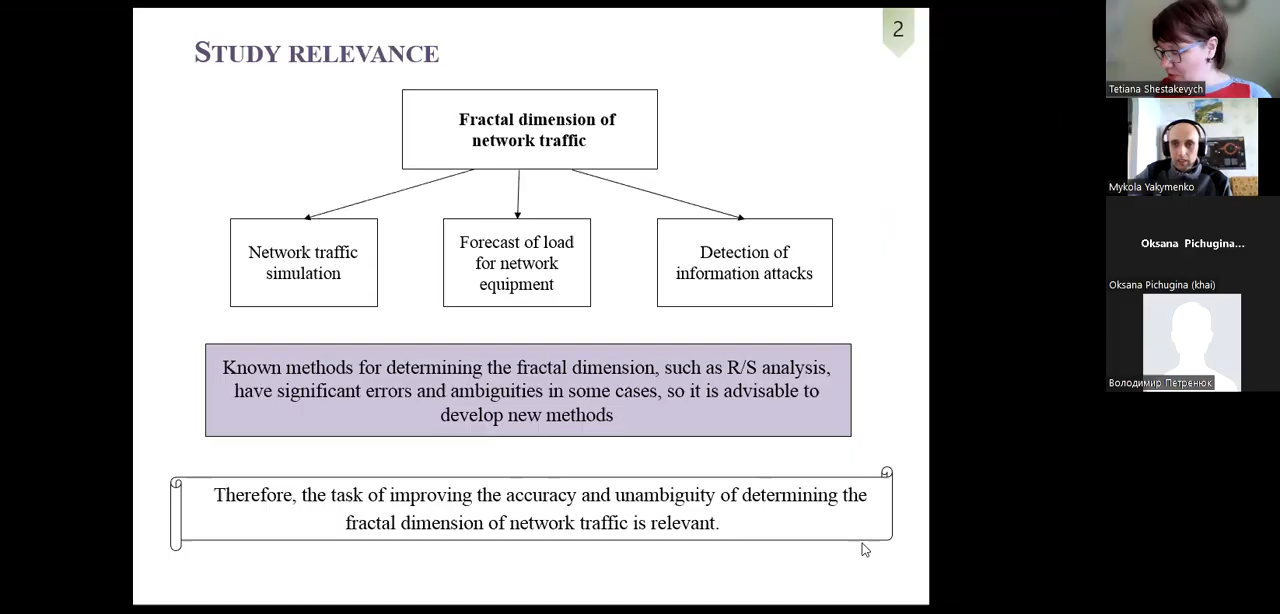 STUDY RELEVANCE
2
Fractal dimension of
network traffic
Network traffic
simulation
Forecast of load
for network
equipment
Detection of
information attacks
Known methods for determining the fractal dimension, such as R/S analysis,
have significant errors and ambiguities in some cases, so it is advisable to
develop new methods
Therefore, the task of improving the accuracy and unambiguity of determining the
fractal dimension of network traffic is relevant.
Tetiana Shestakevych
Mykola Yakymenko
Oksana Pichugina...
Oksana Pichugina (khai)
Володимир Петренюк